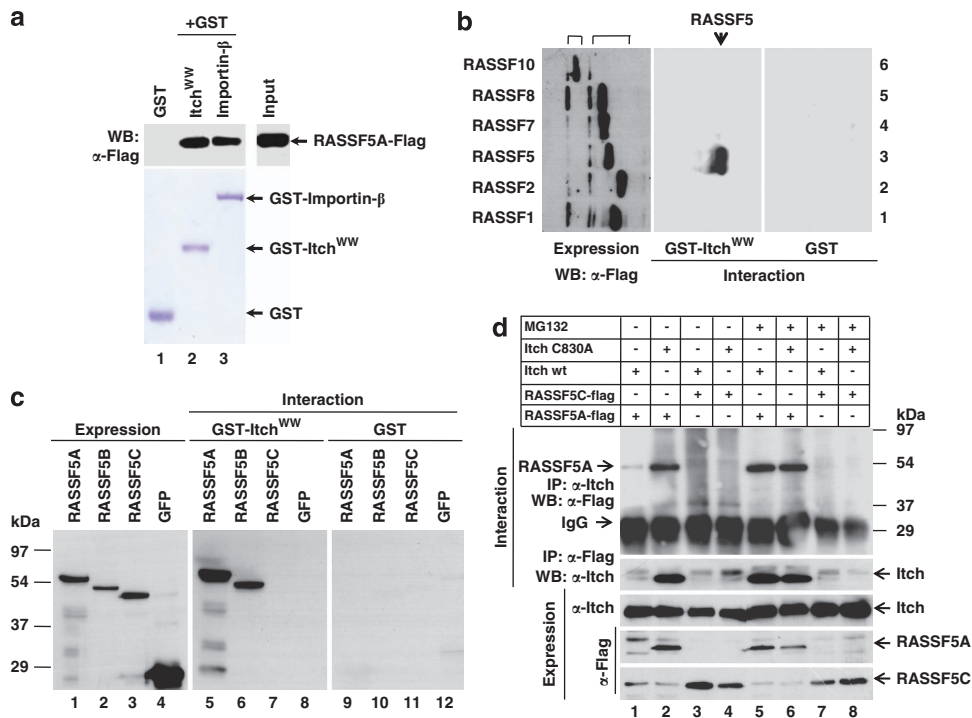 a
+GST
GST
Itch^WW
Importin-β
Input
WB:
α-Flag
RASSF5A-Flag
GST-Importin-β
GST-Itch^WW
GST
1 2 3
b
RASSF5
RASSF10 6
RASSF8 5
RASSF7 4
RASSF5 3
RASSF2 2
RASSF1 1
Expression GST-Itch^WW GST
WB: α-Flag Interaction
c
Interaction
Expression GST-Itch^WW GST
RASSF5A RASSF5B RASSF5C GFP RASSF5A RASSF5B RASSF5C GFP RASSF5A RASSF5B RASSF5C GFP
kDa
97
54
37
29
1 2 3 4 5 6 7 8 9 10 11 12
d
MG132 - - - - + + + +
Itch C830A - + - + - + - +
Itch wt + - + - + - + -
RASSF5C-flag - - + + - - + +
RASSF5A-flag + + - - + + - -
kDa
97
RASSF5A 54
IP: α-Itch
WB: α-Flag 37
IgG 29
IP: α-Flag
WB: α-Itch Itch
Interaction
α-Itch Itch
α-Flag RASSF5A
RASSF5C
Expression
1 2 3 4 5 6 7 8